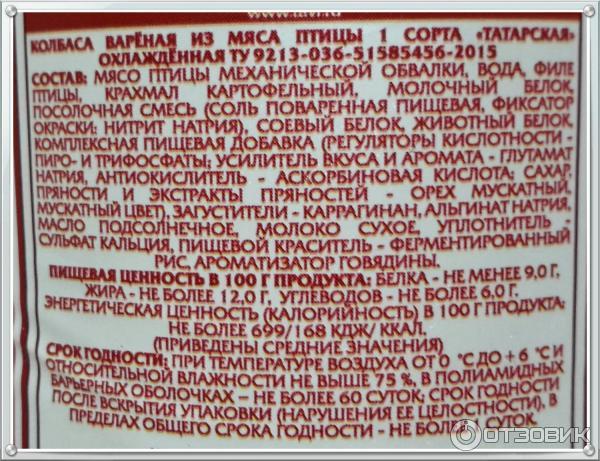 www.tavr.ru
КОЛБАСА ВАРЁНАЯ ИЗ МЯСА ПТИЦЫ 1 СОРТА «ТАТАРСКАЯ»
ОХЛАЖДЁННАЯ ТУ 9213-036-51585456-2015
СОСТАВ: МЯСО ПТИЦЫ МЕХАНИЧЕСКОЙ ОБВАЛКИ, ВОДА, ФИЛЕ
ПТИЦЫ, КРАХМАЛ КАРТОФЕЛЬНЫЙ, МОЛОЧНЫЙ БЕЛОК,
ПОСОЛОЧНАЯ СМЕСЬ (СОЛЬ ПОВАРЕННАЯ ПИЩЕВАЯ, ФИКСАТОР
ОКРАСКИ: НИТРИТ НАТРИЯ), СОЕВЫЙ БЕЛОК, ЖИВОТНЫЙ БЕЛОК,
КОМПЛЕКСНАЯ ПИЩЕВАЯ ДОБАВКА (РЕГУЛЯТОРЫ КИСЛОТНОСТИ -
ПИРО- И ТРИФОСФАТЫ; УСИЛИТЕЛЬ ВКУСА И АРОМАТА - ГЛУТАМАТ
НАТРИЯ, АНТИОКИСЛИТЕЛЬ - АСКОРБИНОВАЯ КИСЛОТА; САХАР,
ПРЯНОСТИ И ЭКСТРАКТЫ ПРЯНОСТЕЙ - ОРЕХ МУСКАТНЫЙ,
МУСКАТНЫЙ ЦВЕТ), ЗАГУСТИТЕЛИ - КАРРАГИНАН, АЛЬГИНАТ НАТРИЯ,
МАСЛО ПОДСОЛНЕЧНОЕ, МОЛОКО СУХОЕ, УПЛОТНИТЕЛЬ -
СУЛЬФАТ КАЛЬЦИЯ, ПИЩЕВОЙ КРАСИТЕЛЬ - ФЕРМЕНТИРОВАННЫЙ
РИС, АРОМАТИЗАТОР ГОВЯДИНЫ.
ПИЩЕВАЯ ЦЕННОСТЬ В 100 Г ПРОДУКТА: БЕЛКА - НЕ МЕНЕЕ 9,0 Г,
ЖИРА - НЕ БОЛЕЕ 12,0 Г, УГЛЕВОДОВ - НЕ БОЛЕЕ 6,0 Г.
ЭНЕРГЕТИЧЕСКАЯ ЦЕННОСТЬ (КАЛОРИЙНОСТЬ) В 100 Г ПРОДУКТА:
НЕ БОЛЕЕ 699/168 КДЖ/ ККАЛ.
(ПРИВЕДЕНЫ СРЕДНИЕ ЗНАЧЕНИЯ)
СРОК ГОДНОСТИ: ПРИ ТЕМПЕРАТУРЕ ВОЗДУХА ОТ 0 °С ДО + 6 °С И
ОТНОСИТЕЛЬНОЙ ВЛАЖНОСТИ НЕ ВЫШЕ 75 %, В ПОЛИАМИДНЫХ
БАРЬЕРНЫХ ОБОЛОЧКАХ – НЕ БОЛЕЕ 60 СУТОК; СРОК ГОДНОСТИ
ПОСЛЕ ВСКРЫТИЯ УПАКОВКИ (НАРУШЕНИЯ ЕЕ ЦЕЛОСТНОСТИ), В
ПРЕДЕЛАХ ОБЩЕГО СРОКА ГОДНОСТИ - НЕ БОЛЕЕ СУТОК
ОТЗОВИК